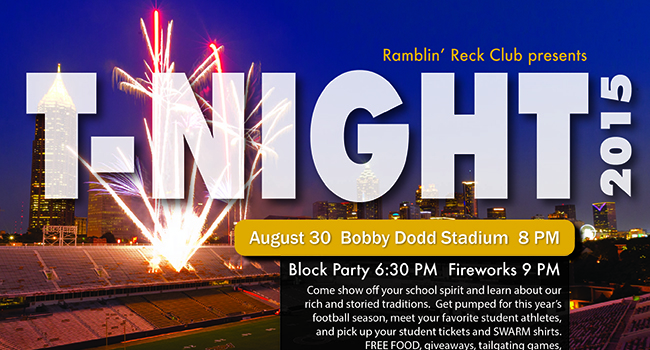 Ramblin' Reck Club presents
T-NIGHT
2015
August 30 Bobby Dodd Stadium 8 PM
Block Party 6:30 PM Fireworks 9 PM
Come show off your school spirit and learn about our
rich and storied traditions. Get pumped for this year's
football season, meet your favorite student athletes,
and pick up your student tickets and SWARM shirts.
FREE FOOD, giveaways, tailgating games,